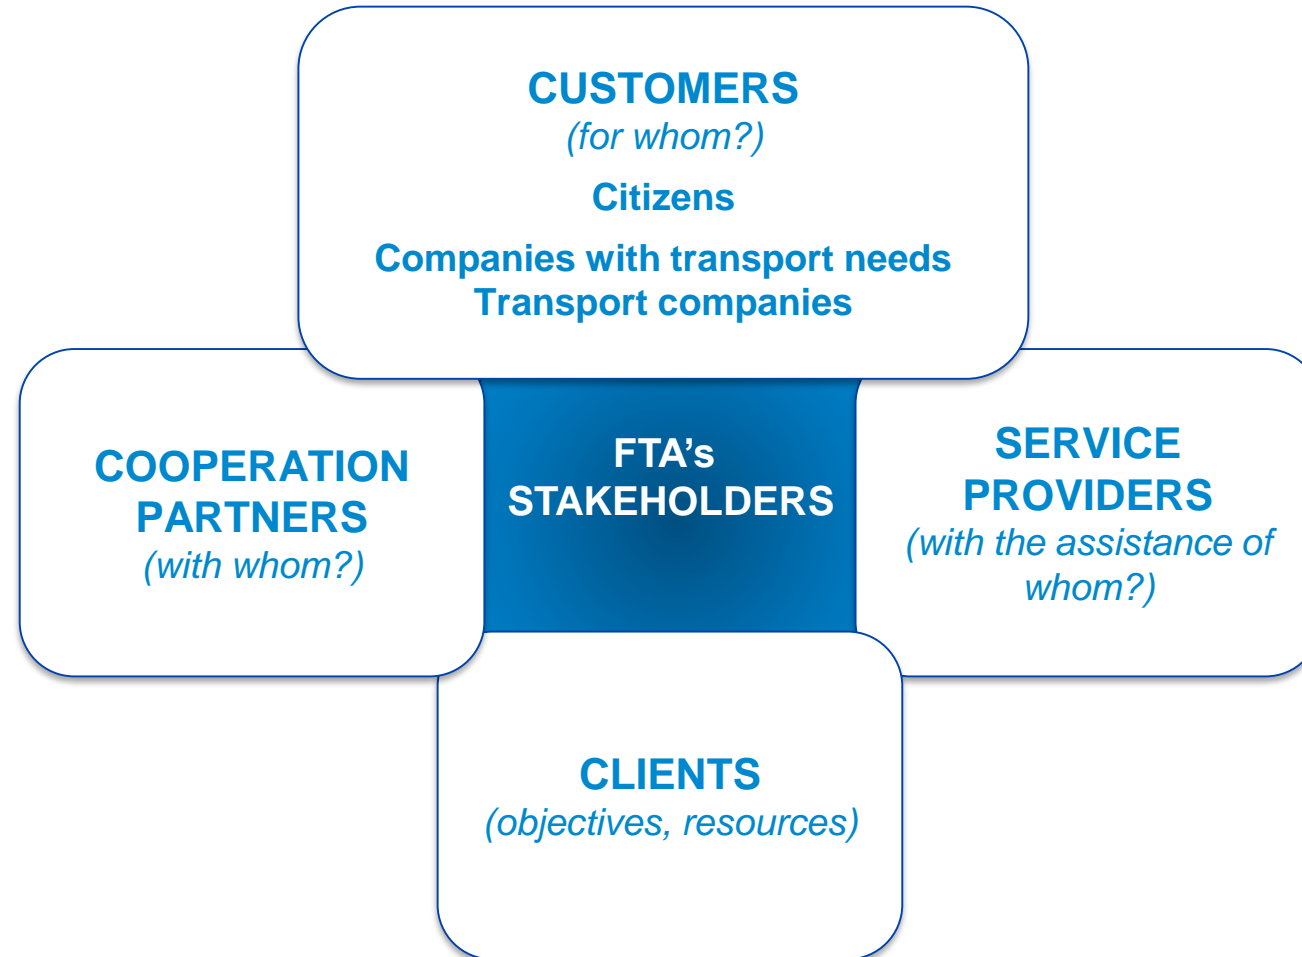 CUSTOMERS
(for whom?)
Citizens
Companies with transport needs
Transport companies
COOPERATION
PARTNERS
(with whom?)
FTA’s
STAKEHOLDERS
SERVICE
PROVIDERS
(with the assistance of
whom?)
CLIENTS
(objectives, resources)